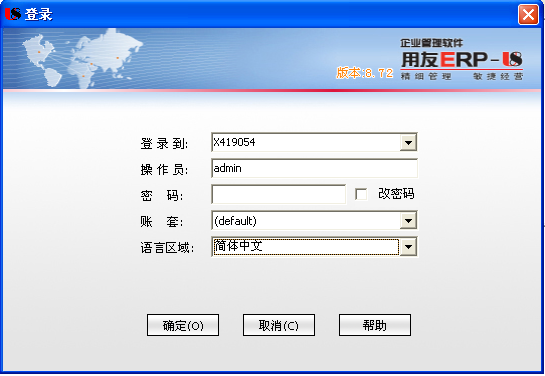 登录
企业管理软件
用友ERP-U8
版本:8.72
精细管理 敏捷经营
登录到: X419054
操作员: admin
密 码: 改密码
账 套: (default)
语言区域: 简体中文
确定(O) 取消(C) 帮助